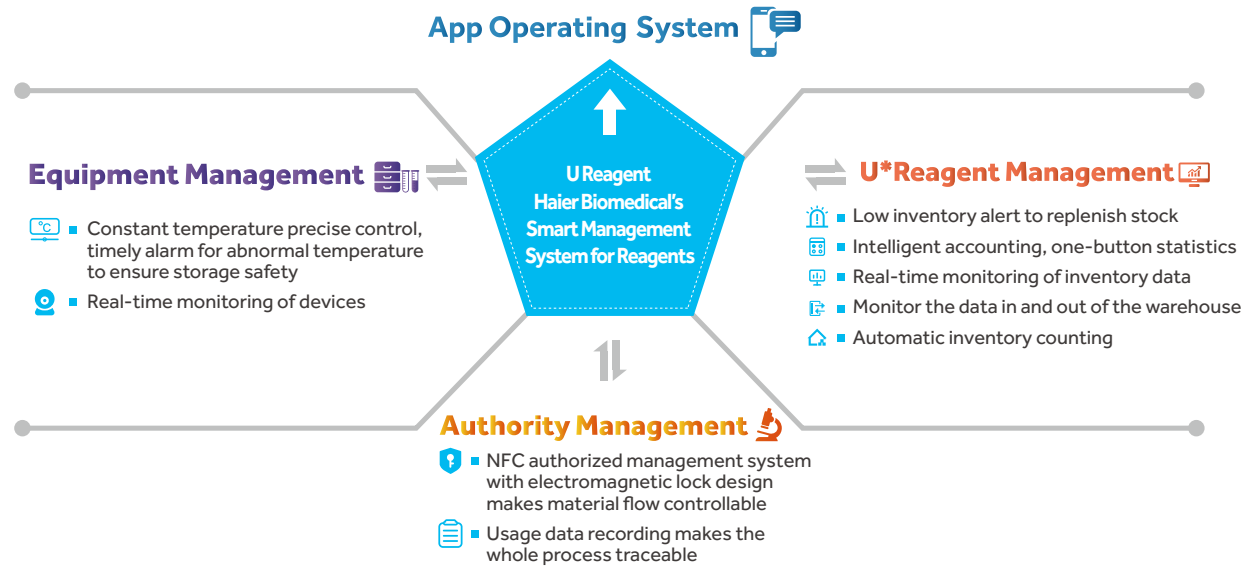 App Operating System
U Reagent
Haier Biomedical's
Smart Management
System for Reagents
Equipment Management
°C
Constant temperature precise control,
timely alarm for abnormal temperature
to ensure storage safety
Real-time monitoring of devices
U*Reagent Management
Low inventory alert to replenish stock
Intelligent accounting, one-button statistics
Real-time monitoring of inventory data
Monitor the data in and out of the warehouse
Automatic inventory counting
Authority Management
NFC authorized management system
with electromagnetic lock design
makes material flow controllable
Usage data recording makes the
whole process traceable